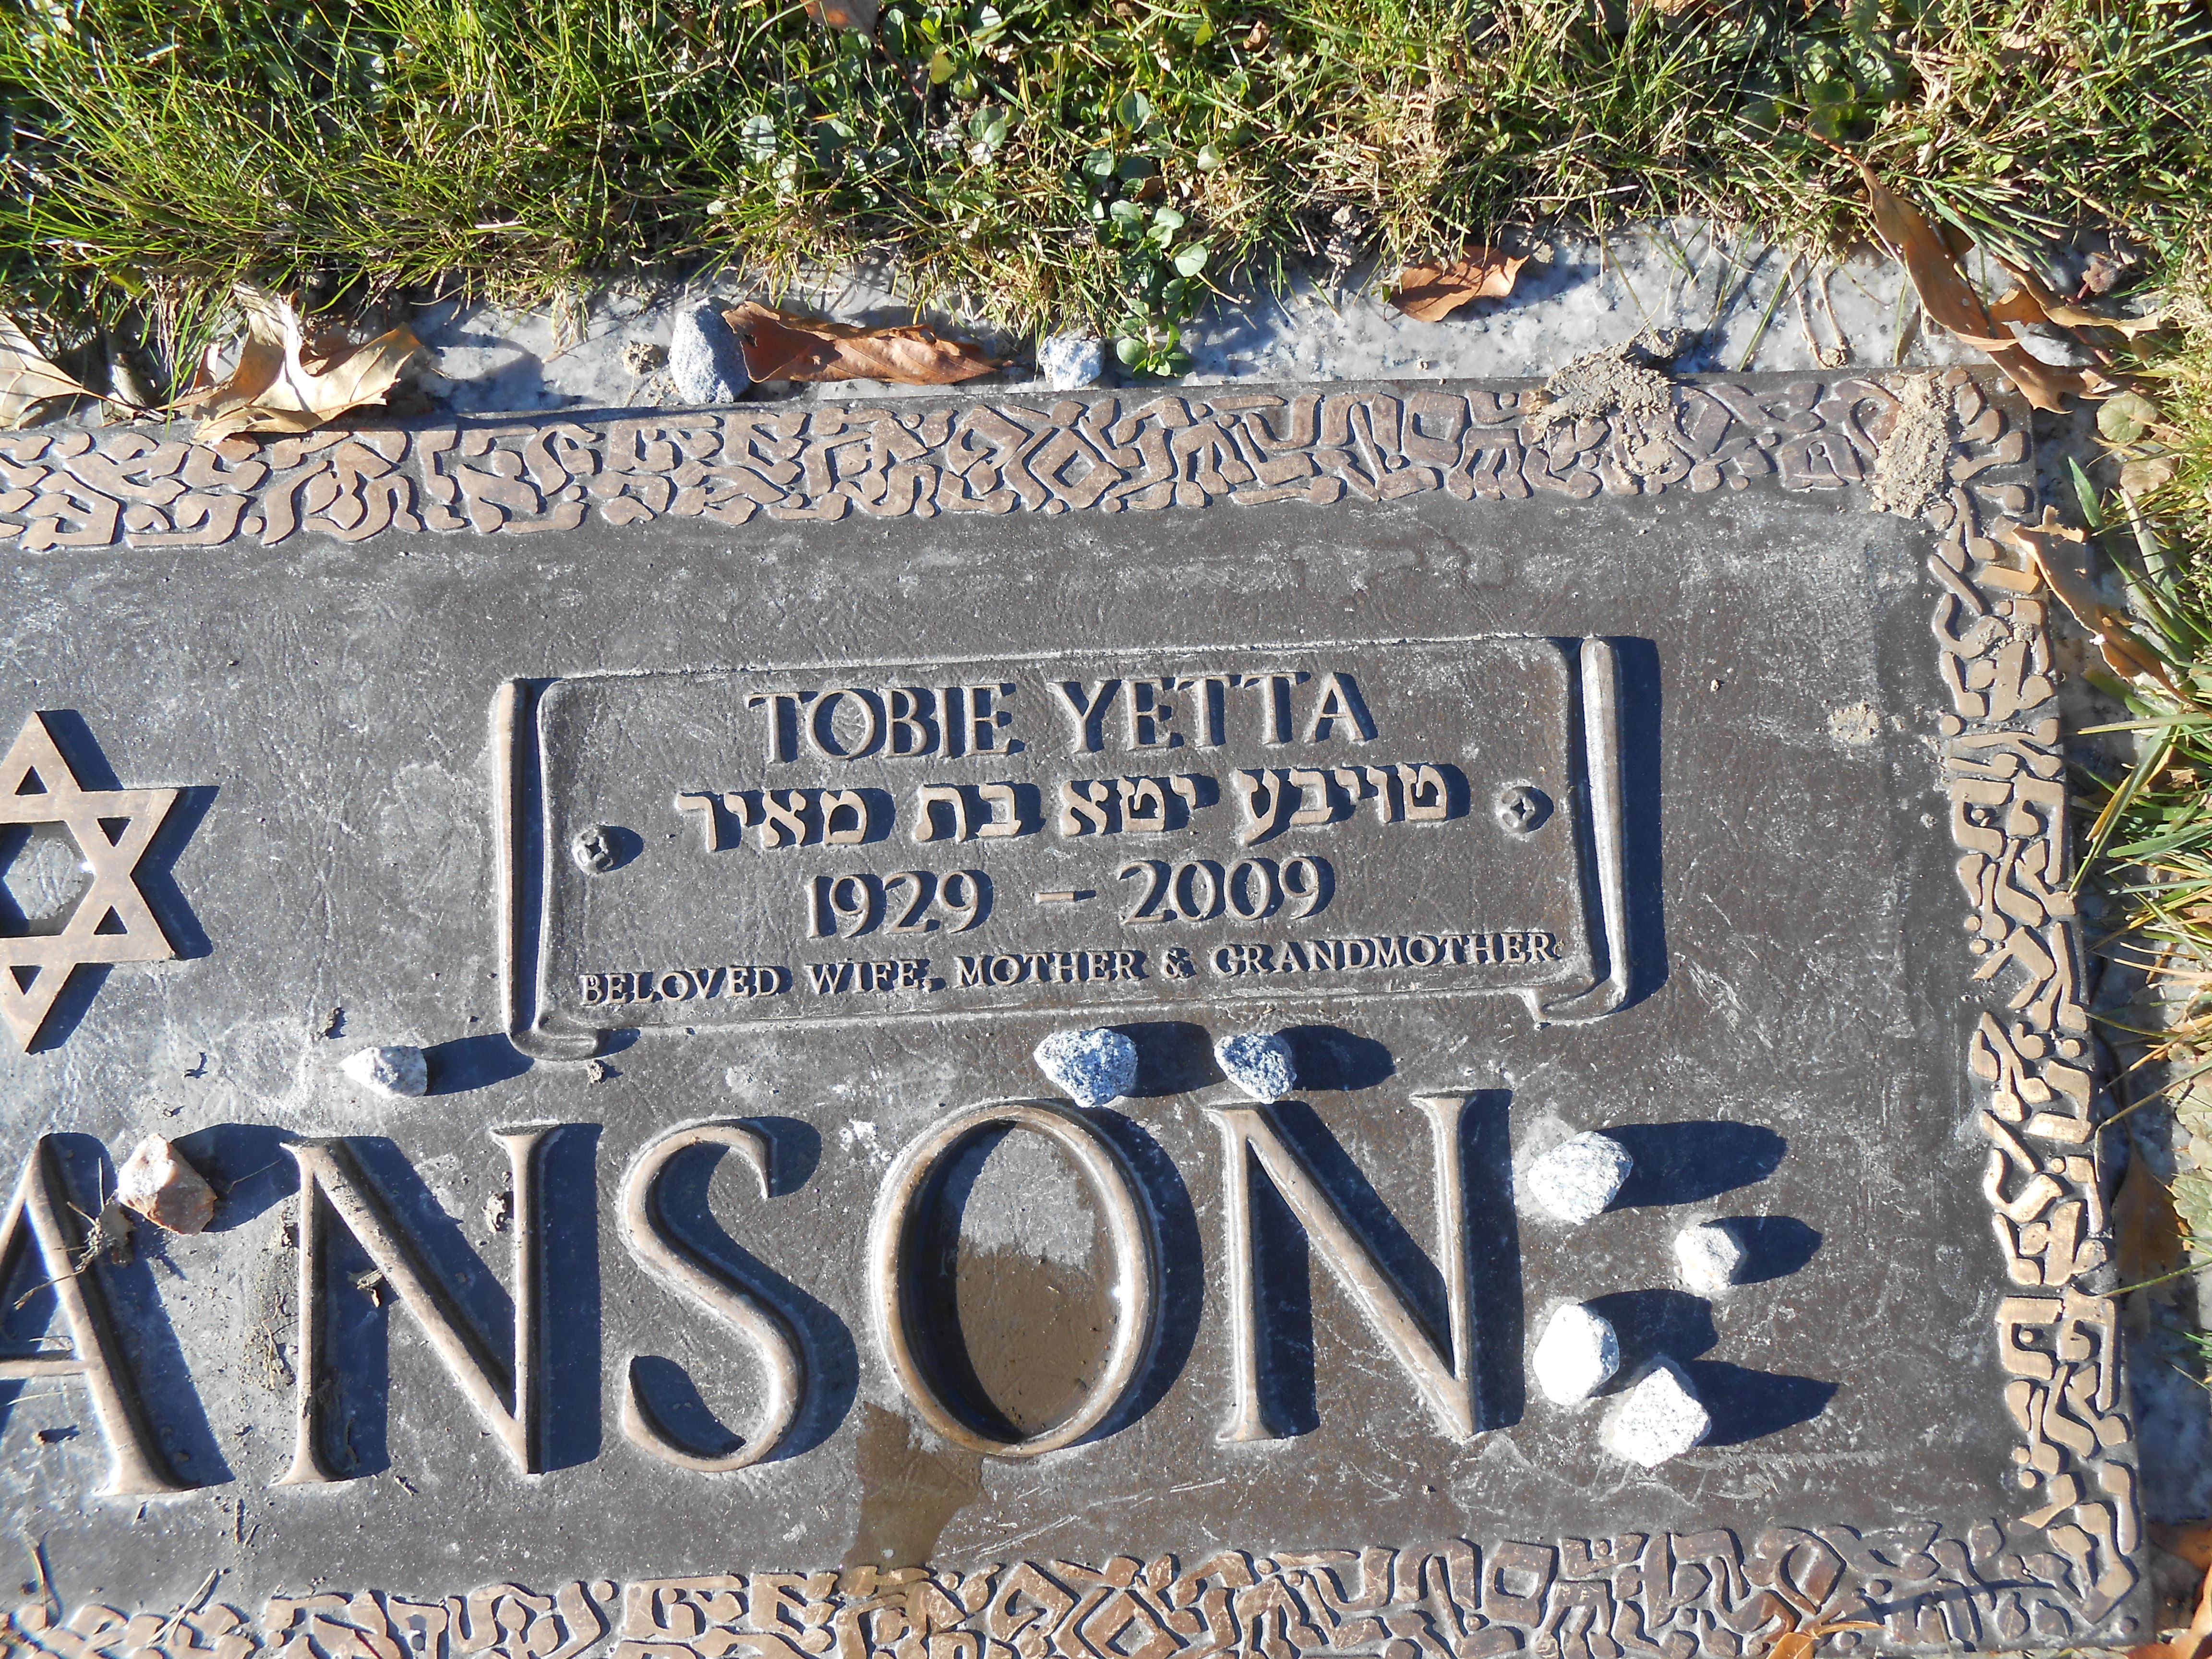 TOBIE YETTA
טויבע יטא בת מאיר
1929 – 2009
BELOVED WIFE, MOTHER & GRANDMOTHER
ANSON